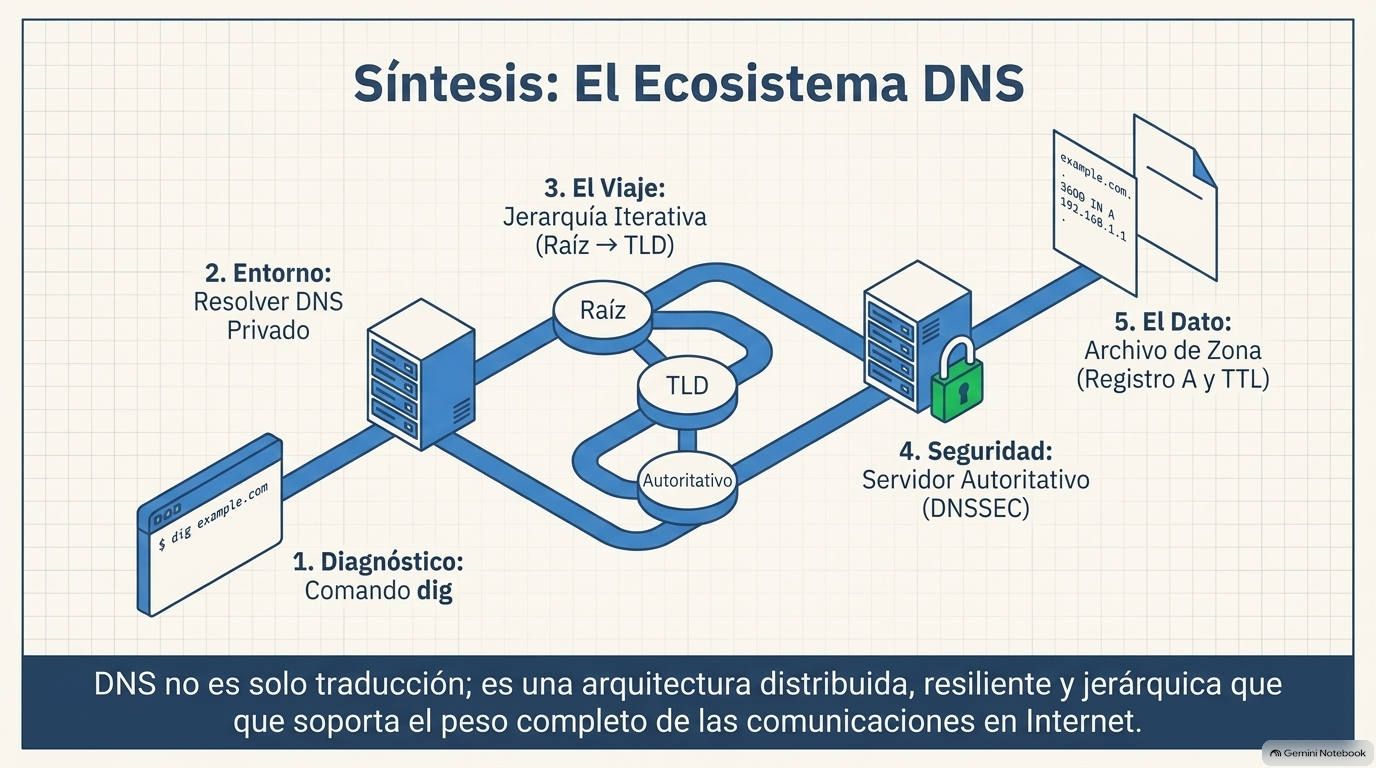 Síntesis: El Ecosistema DNS
3. El Viaje:
Jerarquía Iterativa
(Raíz → TLD)
2. Entorno:
Resolver DNS
Privado
Raíz
TLD
Autoritativo
$ dig example.com
1. Diagnóstico:
Comando dig
4. Seguridad:
Servidor Autoritativo
(DNSSEC)
example.com.
.
3600 IN A
192.168.1.1
.
5. El Dato:
Archivo de Zona
(Registro A y TTL)
DNS no es solo traducción; es una arquitectura distribuida, resiliente y jerárquica que
que soporta el peso completo de las comunicaciones en Internet.
Gemini Notebook